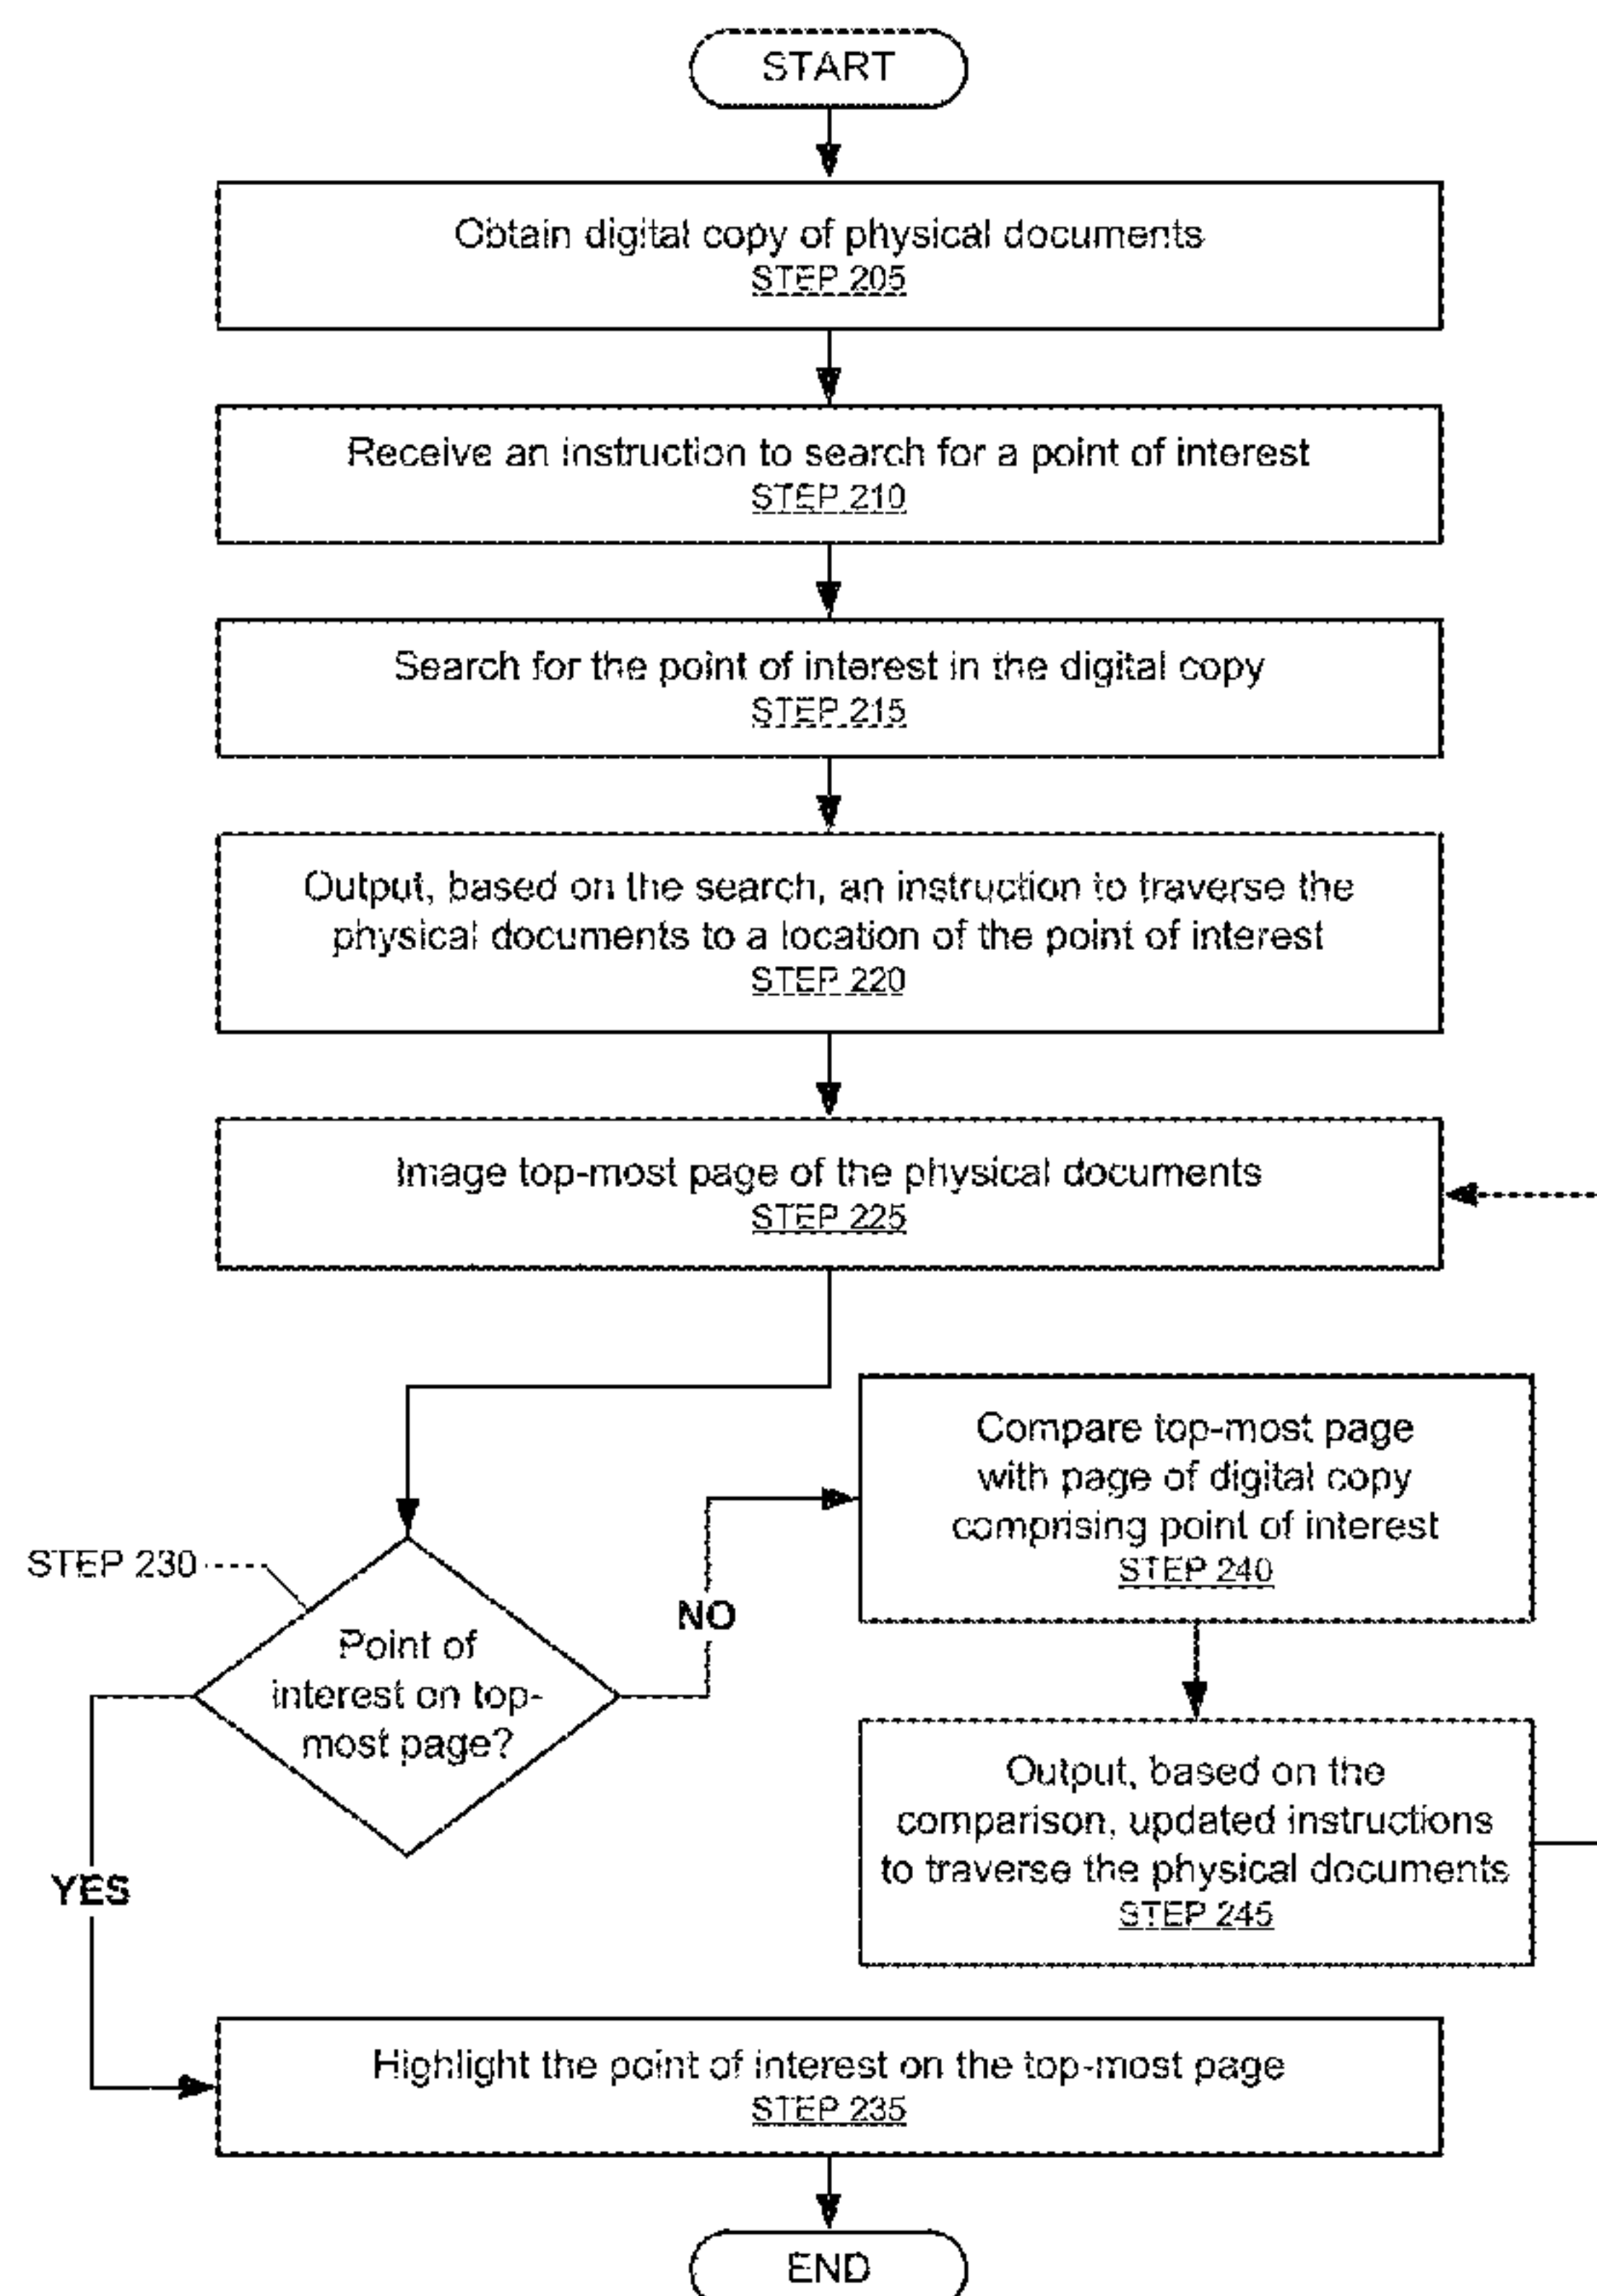 START
Obtain digital copy of physical documents
STEP 205
Receive an instruction to search for a point of interest
STEP 210
Search for the point of interest in the digital copy
STEP 215
Output, based on the search, an instruction to traverse the
physical documents to a location of the point of interest
STEP 220
Image top-most page of the physical documents
STEP 225
Compare top-most page
with page of digital copy
comprising point of interest
STEP 240
STEP 230
NO
Point of
interest on top-
most page?
Output, based on the
comparison, updated instructions
to traverse the physical documents
STEP 245
YES
Highlight the point of interest on the top-most page
STEP 235
END